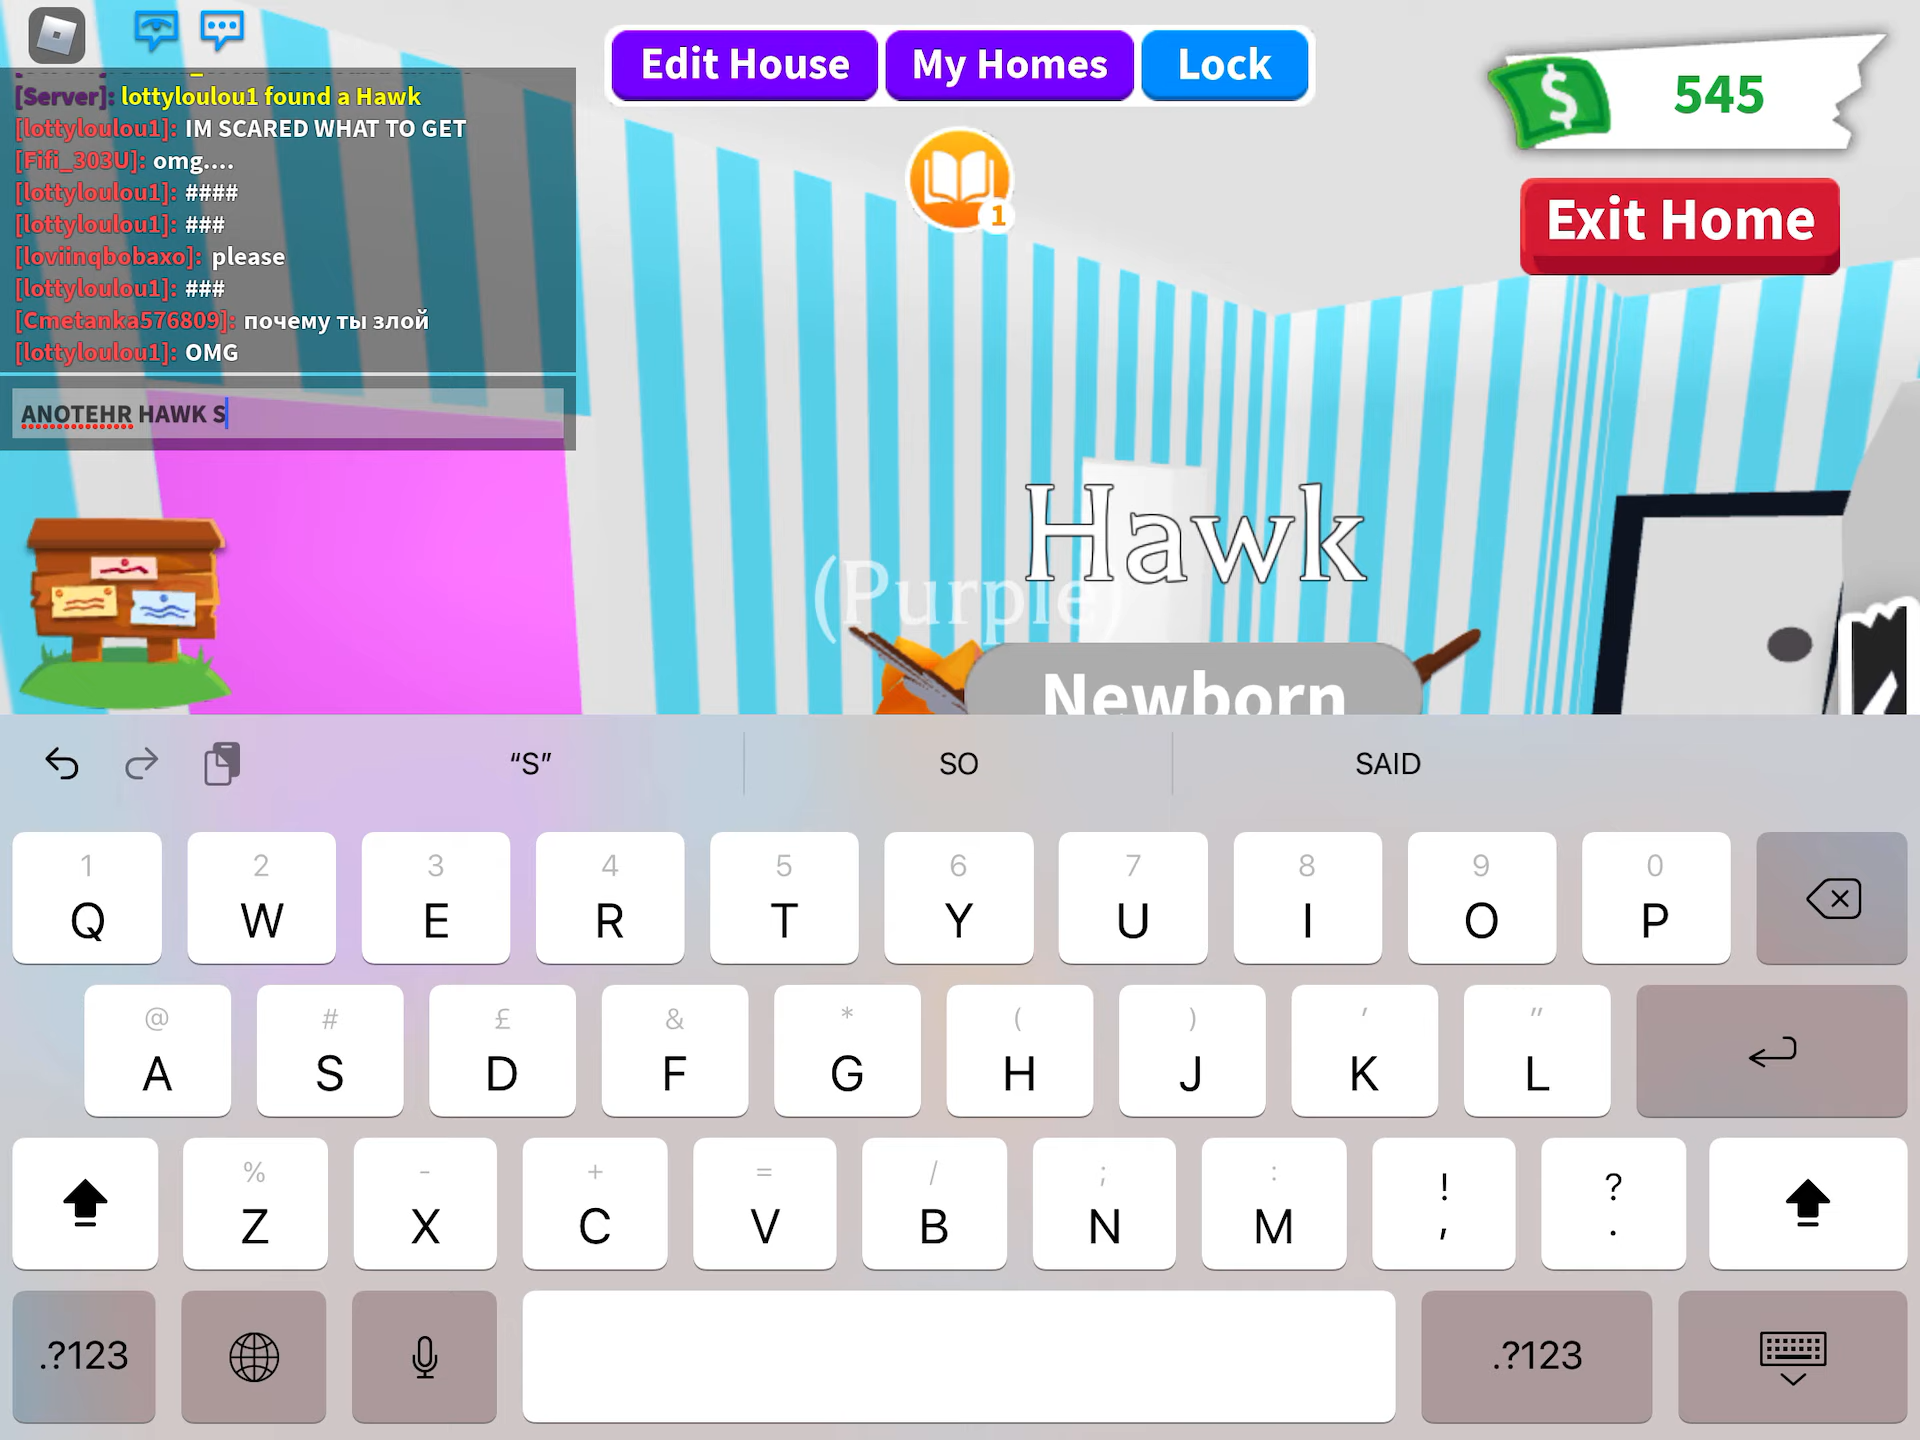 Edit House My Homes Lock
545
[Server]: lottyloulou1 found a Hawk
[lottyloulou1]: IM SCARED WHAT TO GET
[Fifi_303U]: omg....
[lottyloulou1]: ####
[lottyloulou1]: ###
[loviinqbobaxo]: please
[lottyloulou1]: ###
[Cmetanka576809]: почему ты злой
[lottyloulou1]: OMG
ANOTEHR HAWK S
1
Exit Home
Hawk
(Purple)
Newborn
“S” SO SAID
1 2 3 4 5 6 7 8 9 0
Q W E R T Y U I O P
@ # £ & * ( ) ' "
A S D F G H J K L
% - + = / ; : ! ?
Z X C V B N M , .
.?123 .?123